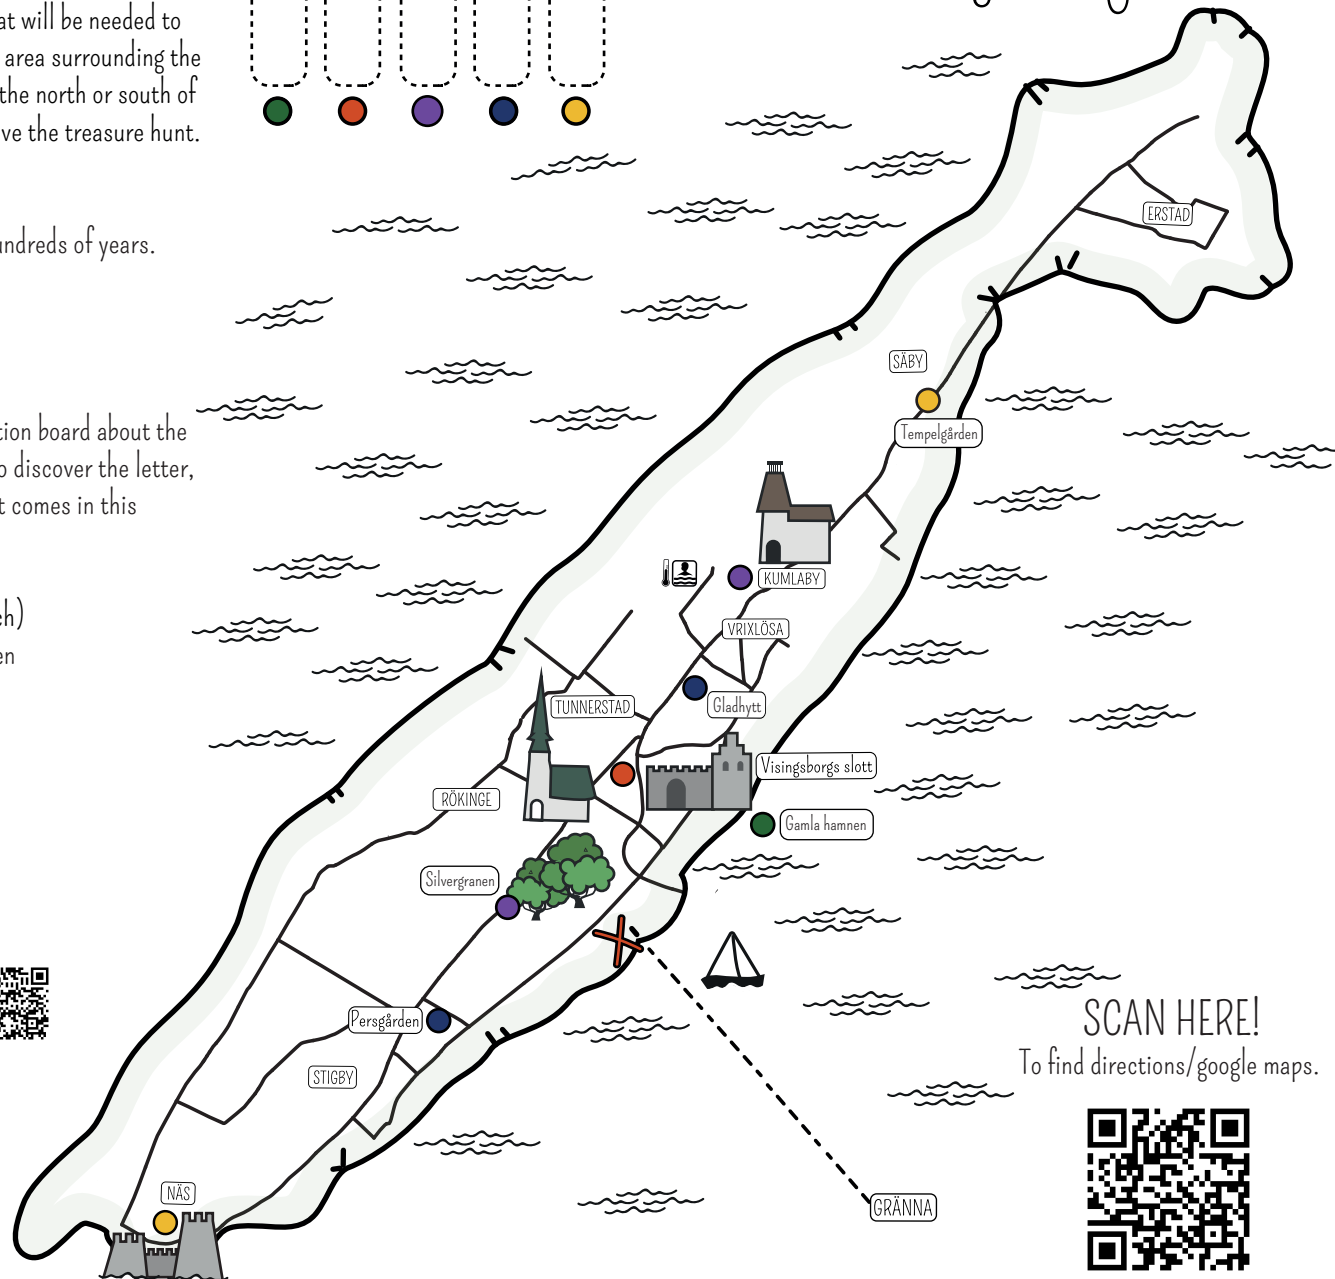 at will be needed to
area surrounding the
the north or south of
ve the treasure hunt.
undreds of years.
tion board about the
o discover the letter,
t comes in this
ch)
en
ERSTAD
SÄBY
Tempelgården
KUMLABY
VRIXLÖSA
TUNNERSTAD
Gladhytt
Visingsborgs slott
RÖKINGE
Gamla hamnen
Silvergranen
Persgården
STIGBY
NÄS
GRÄNNA
SCAN HERE!
To find directions/google maps.